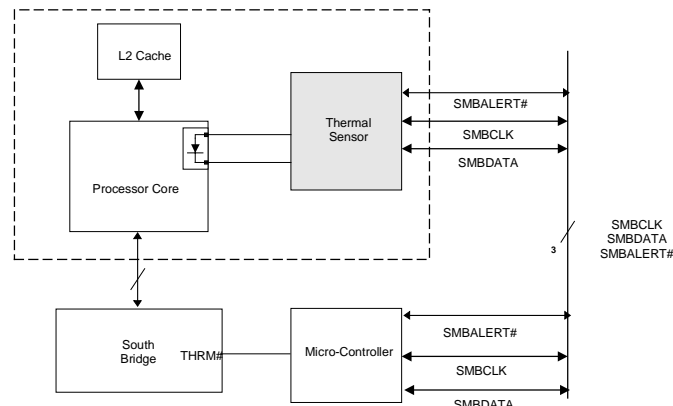 L2 Cache
Thermal
Sensor
SMBALERT#
SMBCLK
SMBDATA
Processor Core
3
SMBCLK
SMBDATA
SMBALERT#
South
Bridge
THRM#
Micro-Controller
SMBALERT#
SMBCLK
SMBDATA